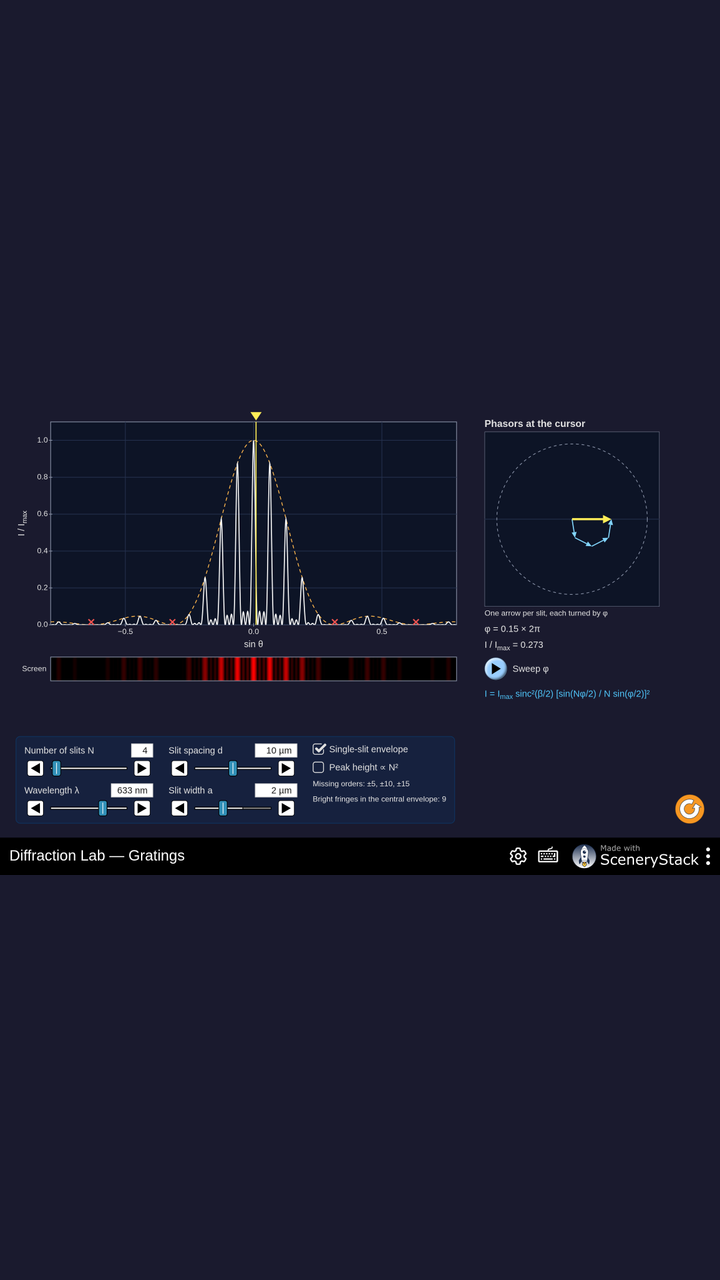 Phasors at the cursor
1.0
0.8
0.6
0.4
0.2
0.0
I / Imax
−0.5
0.0
0.5
sin θ
One arrow per slit, each turned by φ
φ = 0.15 × 2π
I / Imax = 0.273
Screen
Sweep φ
I = Imax sinc²(β/2) [sin(Nφ/2) / N sin(φ/2)]²
Number of slits N
4
Slit spacing d
10 µm
Single-slit envelope
Peak height ∝ N²
Wavelength λ
633 nm
Slit width a
2 µm
Missing orders: ±5, ±10, ±15
Bright fringes in the central envelope: 9
Diffraction Lab — Gratings
Made with
SceneryStack